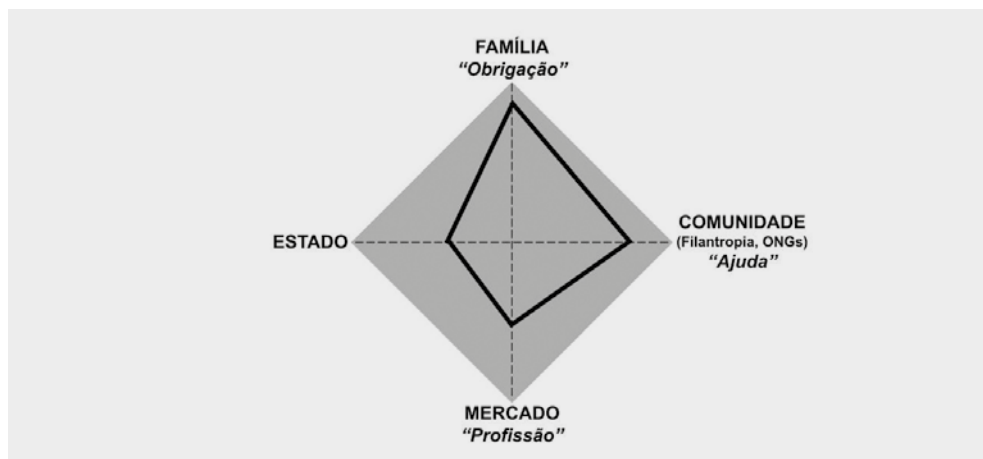 FAMÍLIA
“Obrigação”
ESTADO
COMUNIDADE
(Filantropia, ONGs)
“Ajuda”
MERCADO
“Profissão”